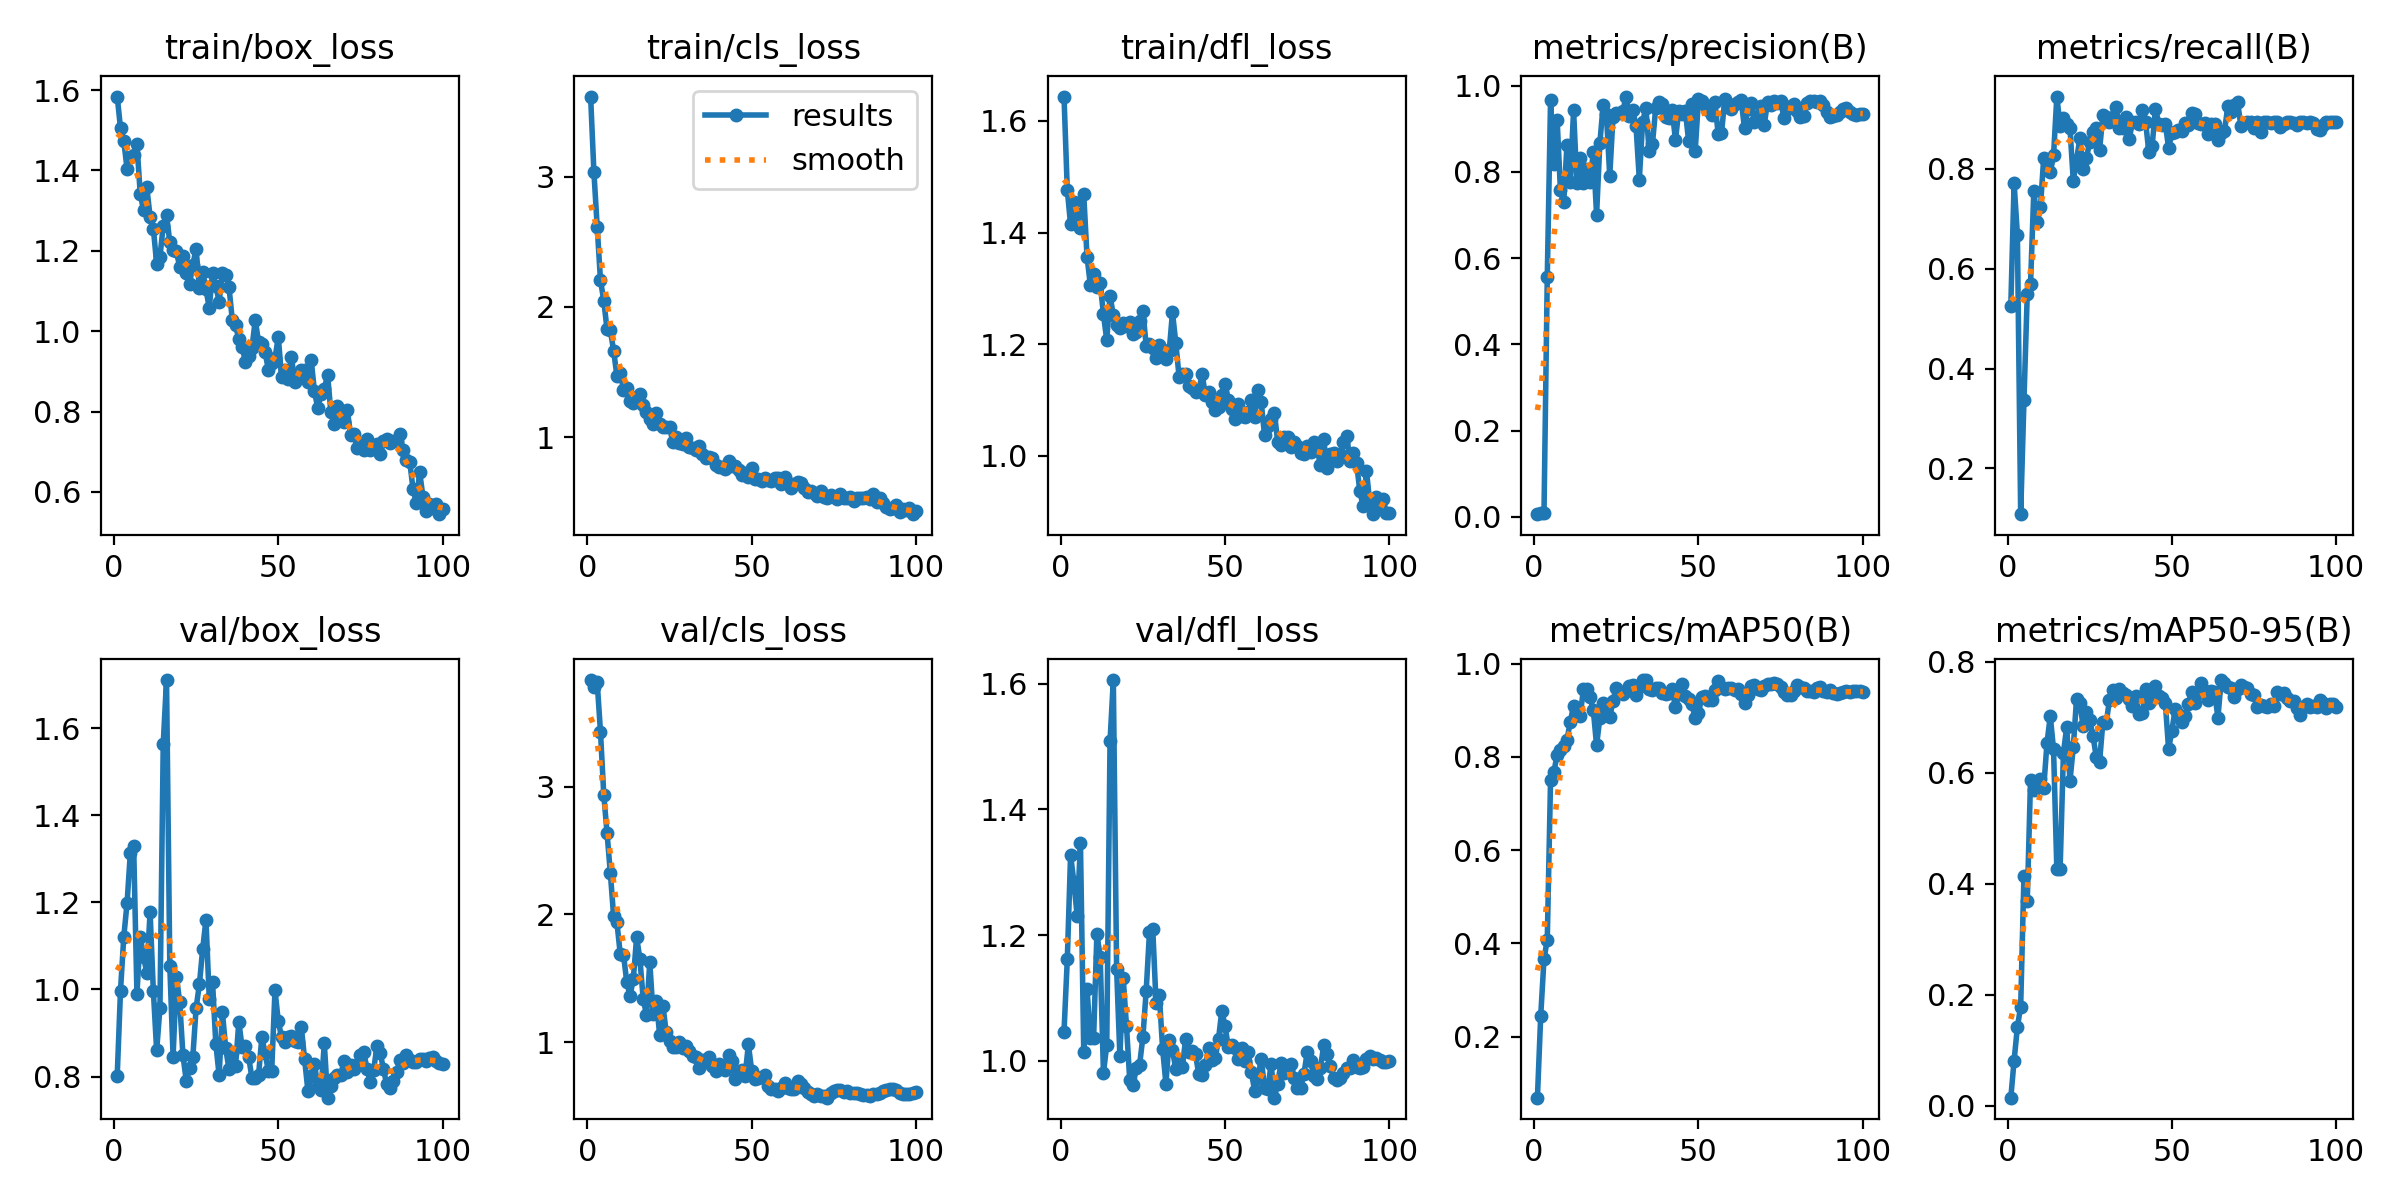 train/box_loss
1.6
1.4
1.2
1.0
0.8
0.6
0 50 100
train/cls_loss
results
smooth
3
2
1
0 50 100
train/dfl_loss
1.6
1.4
1.2
1.0
0 50 100
metrics/precision(B)
1.0
0.8
0.6
0.4
0.2
0.0
0 50 100
metrics/recall(B)
0.8
0.6
0.4
0.2
0 50 100
val/box_loss
1.6
1.4
1.2
1.0
0.8
0 50 100
val/cls_loss
3
2
1
0 50 100
val/dfl_loss
1.6
1.4
1.2
1.0
0 50 100
metrics/mAP50(B)
1.0
0.8
0.6
0.4
0.2
0 50 100
metrics/mAP50-95(B)
0.8
0.6
0.4
0.2
0.0
0 50 100